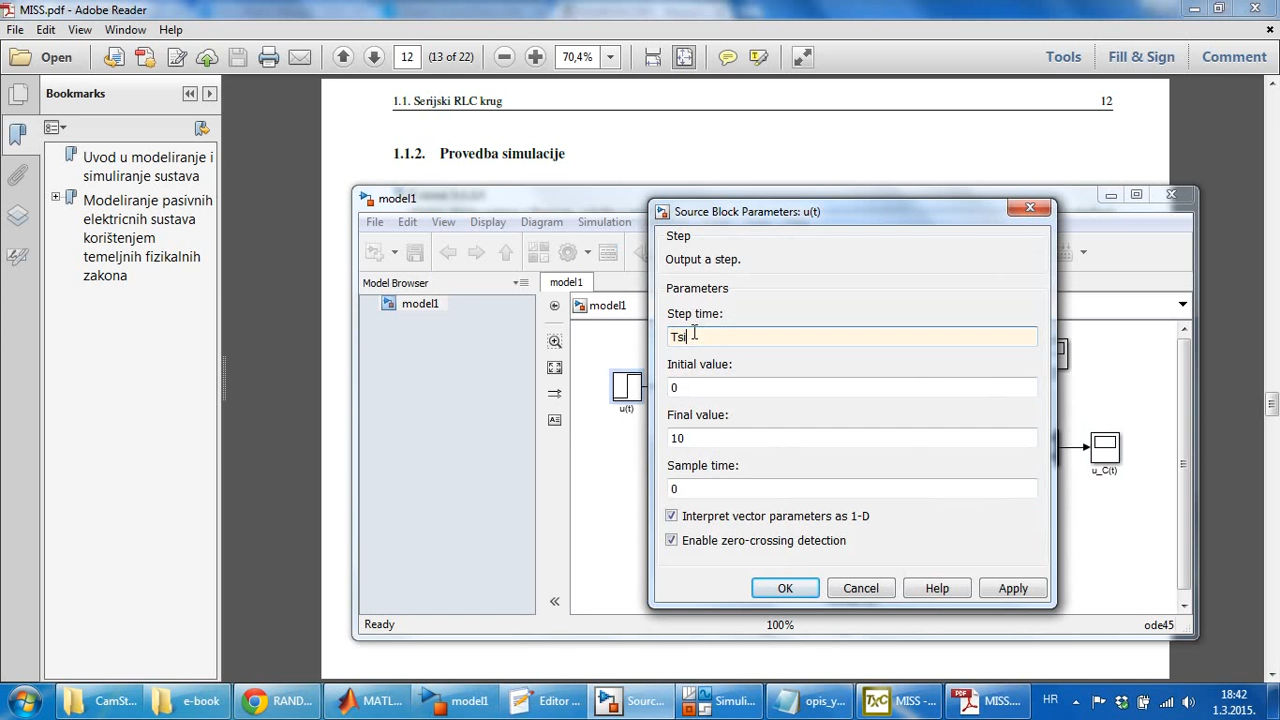 MISS.pdf - Adobe Reader
File Edit View Window Help
Open 12 (13 of 22) 70,4% Tools Fill & Sign Comment
Bookmarks
Uvod u modeliranje i
simuliranje sustava
Modeliranje pasivnih
elektricnih sustava
korištenjem
temeljnih fizikalnih
zakona
1.1. Serijski RLC krug 12
1.1.2. Provedba simulacije
model1
File Edit View Display Diagram Simulation
Model Browser
model1
model1
model1
u(t)
u_C(t)
Ready 100% ode45
Source Block Parameters: u(t)
Step
Output a step.
Parameters
Step time:
Tsi
Initial value:
0
Final value:
10
Sample time:
0
Interpret vector parameters as 1-D
Enable zero-crossing detection
OK Cancel Help Apply
CamSt... e-book RAND... MATL... model1 Editor ... Sourc... Simuli... opis_y... MISS -... MISS.... HR 18:42
1.3.2015.